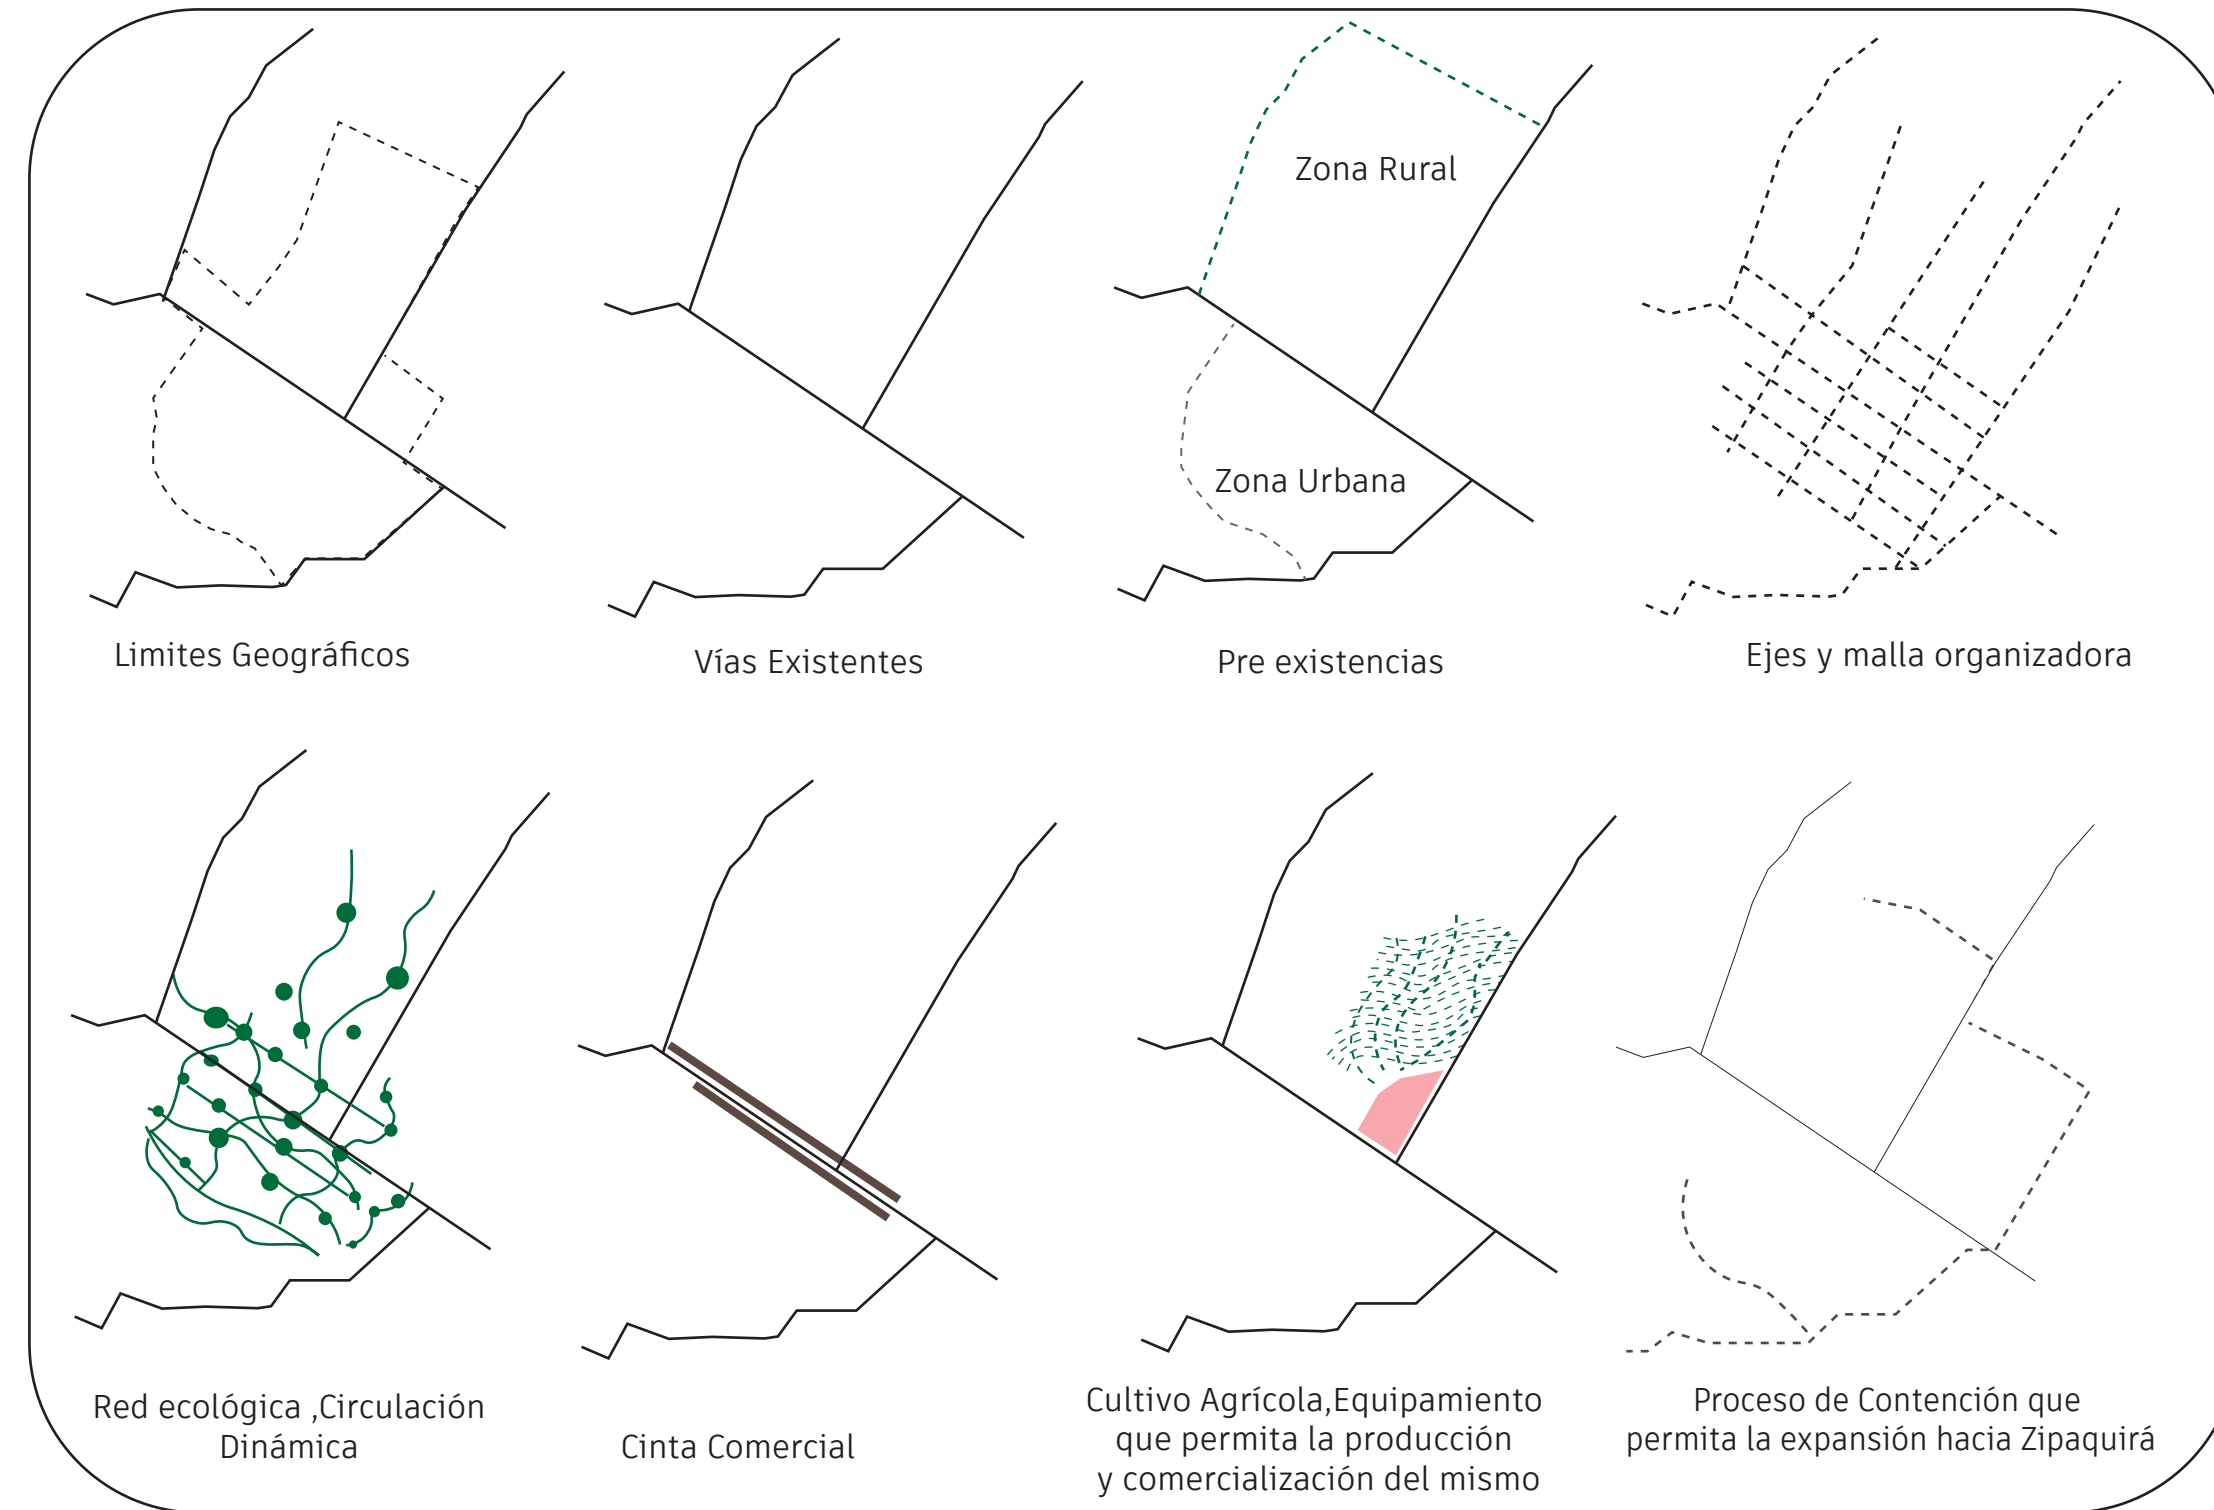 Zona Rural
Zona Urbana
Limites Geográficos
Vías Existentes
Pre existencias
Ejes y malla organizadora
Red ecológica ,Circulación
Dinámica
Cinta Comercial
Cultivo Agrícola,Equipamiento
que permita la producción
y comercialización del mismo
Proceso de Contención que
permita la expansión hacia Zipaquirá